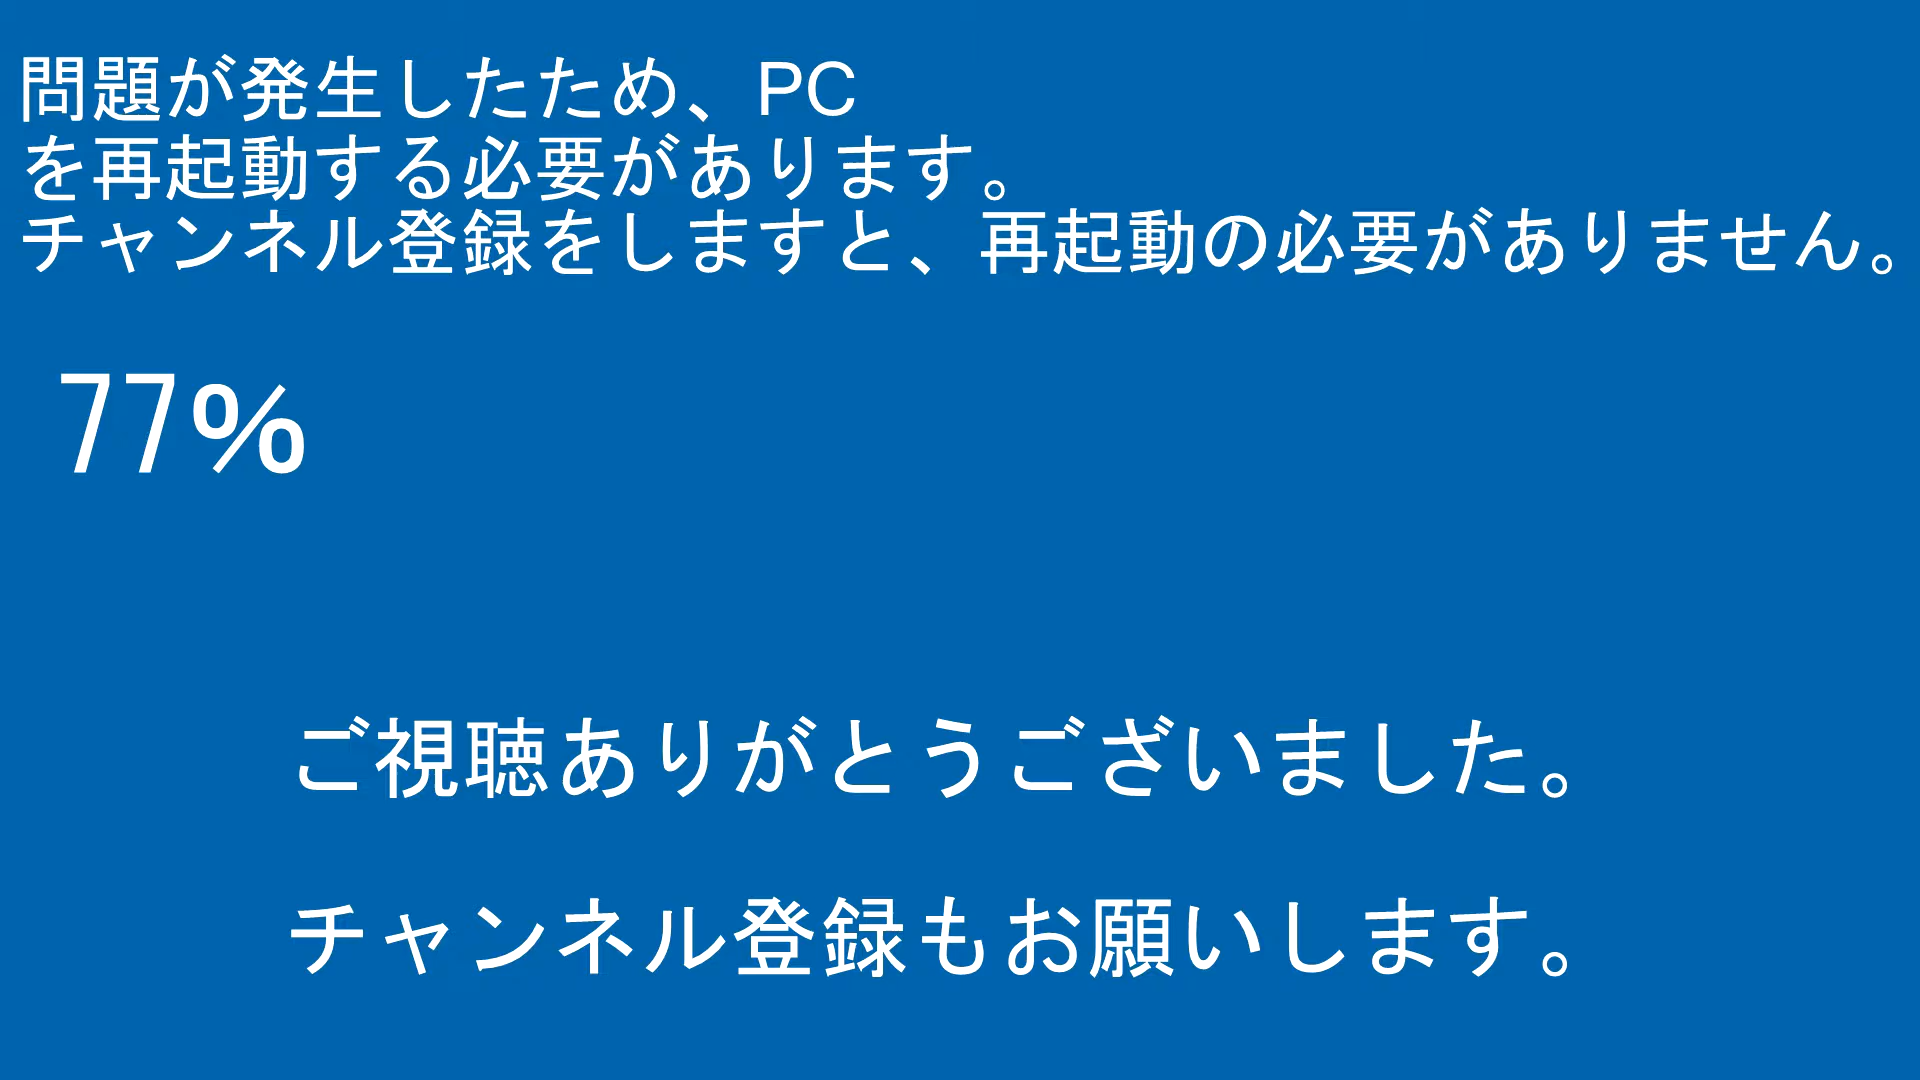 問題が発生したため、PC
を再起動する必要があります。
チャンネル登録をしますと、再起動の必要がありません。
77%
ご視聴ありがとうございました。
チャンネル登録もお願いします。